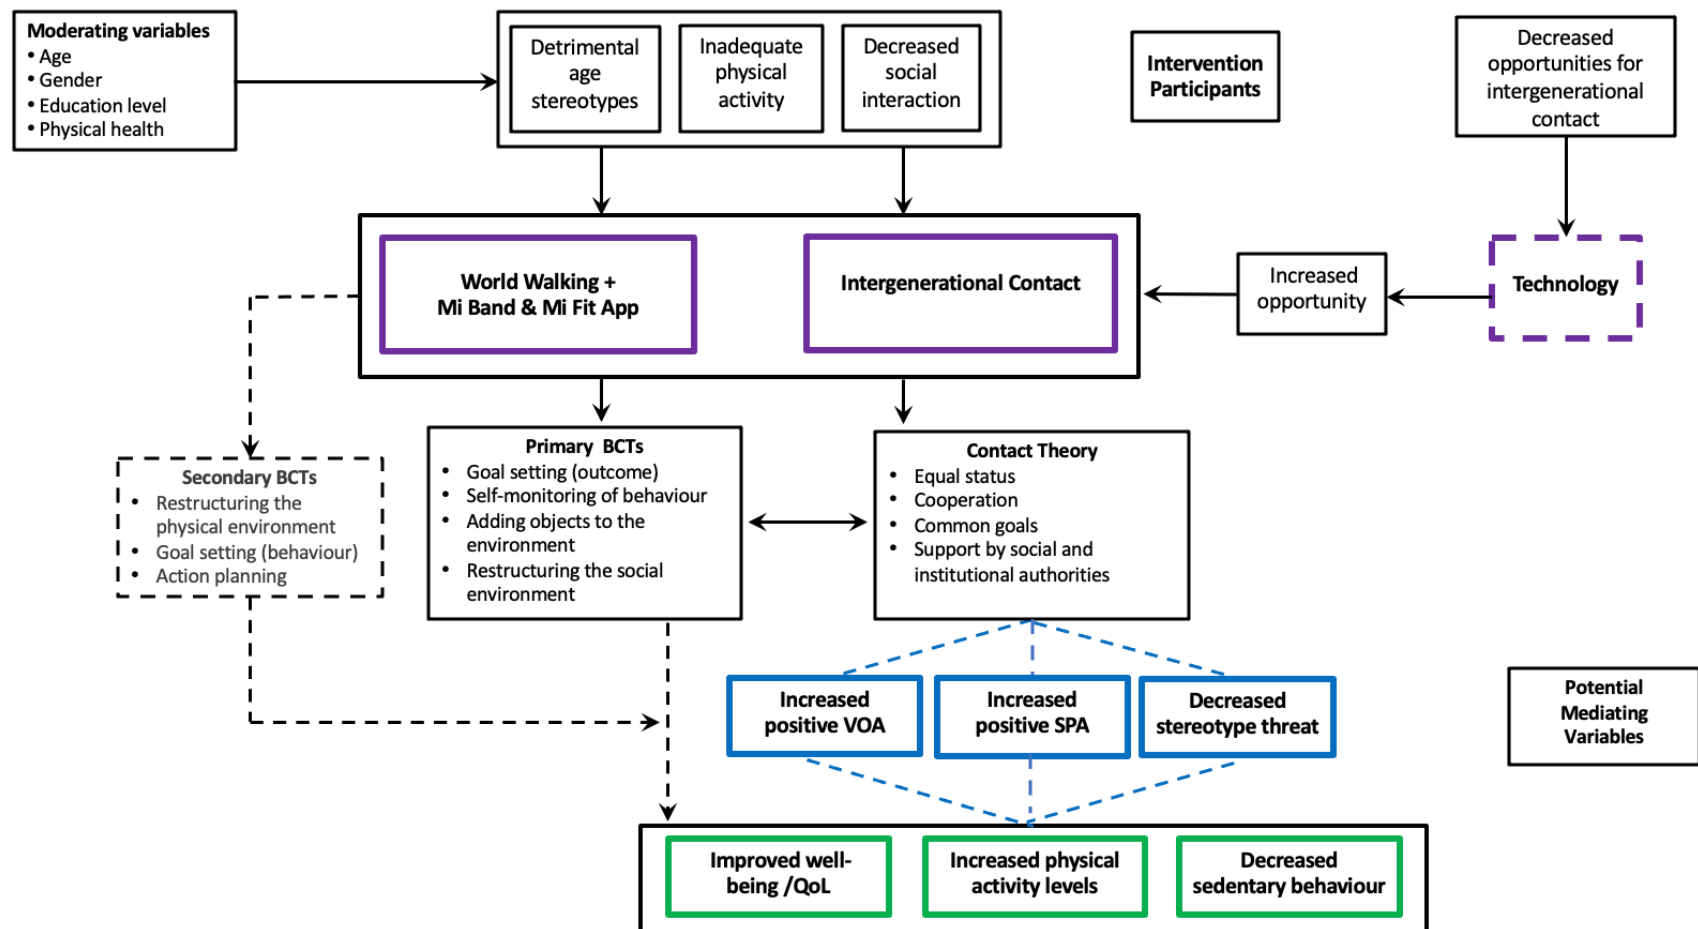 Moderating variables
• Age
• Gender
• Education level
• Physical health
Detrimental
age
stereotypes
Inadequate
physical
activity
Decreased
social
interaction
Intervention
Participants
Decreased
opportunities for
intergenerational
contact
World Walking +
Mi Band & Mi Fit App
Intergenerational Contact
Increased
opportunity
Technology
Secondary BCTs
• Restructuring the
physical environment
• Goal setting (behaviour)
• Action planning
Primary BCTs
• Goal setting (outcome)
• Self-monitoring of behaviour
• Adding objects to the
environment
• Restructuring the social
environment
Contact Theory
• Equal status
• Cooperation
• Common goals
• Support by social and
institutional authorities
Increased
positive VOA
Increased
positive SPA
Decreased
stereotype threat
Potential
Mediating
Variables
Improved well-
being /QoL
Increased physical
activity levels
Decreased
sedentary behaviour